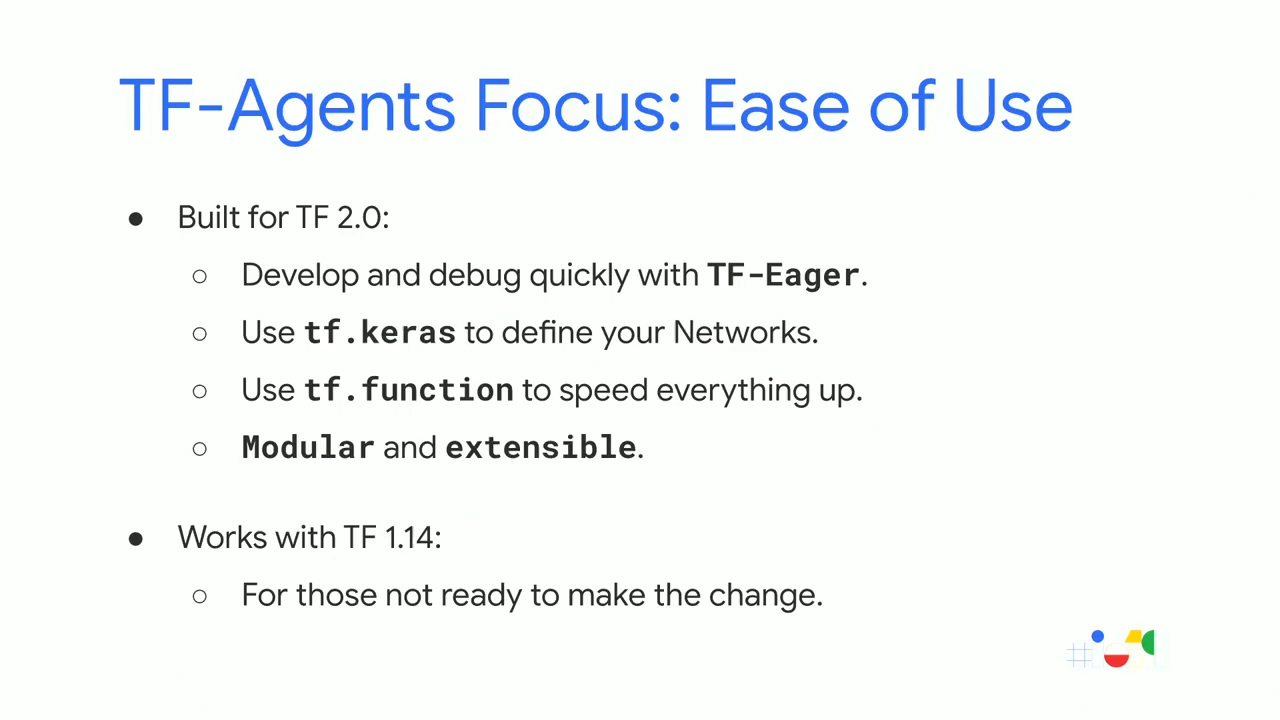 TF-Agents Focus: Ease of Use
● Built for TF 2.0:
○ Develop and debug quickly with TF-Eager.
○ Use tf.keras to define your Networks.
○ Use tf.function to speed everything up.
○ Modular and extensible.
● Works with TF 1.14:
○ For those not ready to make the change.